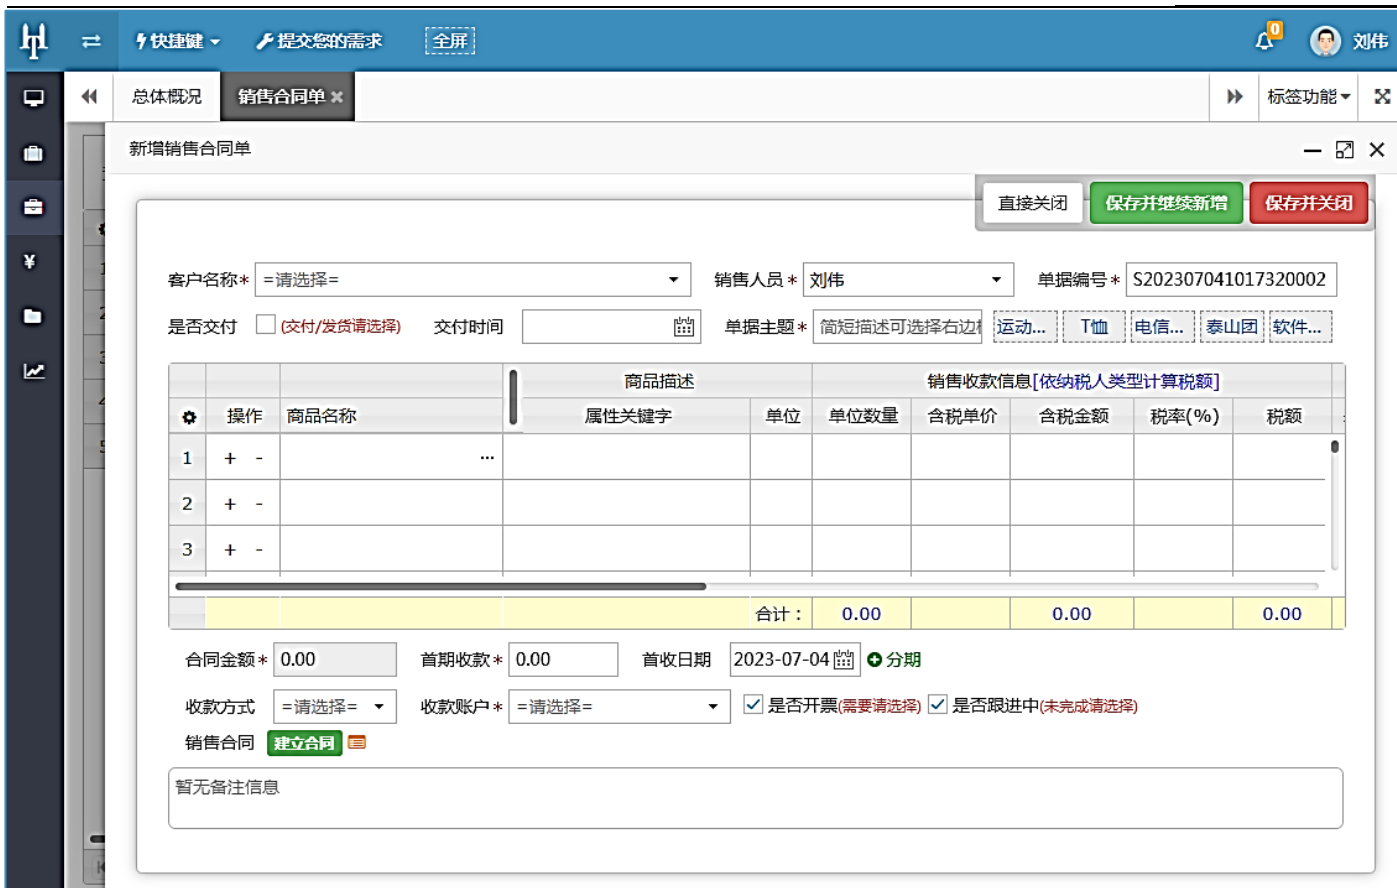 快捷键 提交您的需求 全屏 0 刘伟
总体概况 销售合同单 标签功能
新增销售合同单
直接关闭 保存并继续新增 保存并关闭
客户名称* =请选择= 销售人员* 刘伟 单据编号* S202307041017320002
是否交付 (交付/发货请选择) 交付时间 单据主题* 简短描述可选择右边 运动... T恤 电信... 泰山团 软件...
商品描述 销售收款信息[依纳税人类型计算税额]
操作 商品名称 属性关键字 单位 单位数量 含税单价 含税金额 税率(%) 税额
1 + - ...
2 + -
3 + -
合计： 0.00 0.00 0.00
合同金额* 0.00 首期收款* 0.00 首收日期 2023-07-04 分期
收款方式 =请选择= 收款账户* =请选择= 是否开票(需要请选择) 是否跟进中(未完成请选择)
销售合同 建立合同
暂无备注信息